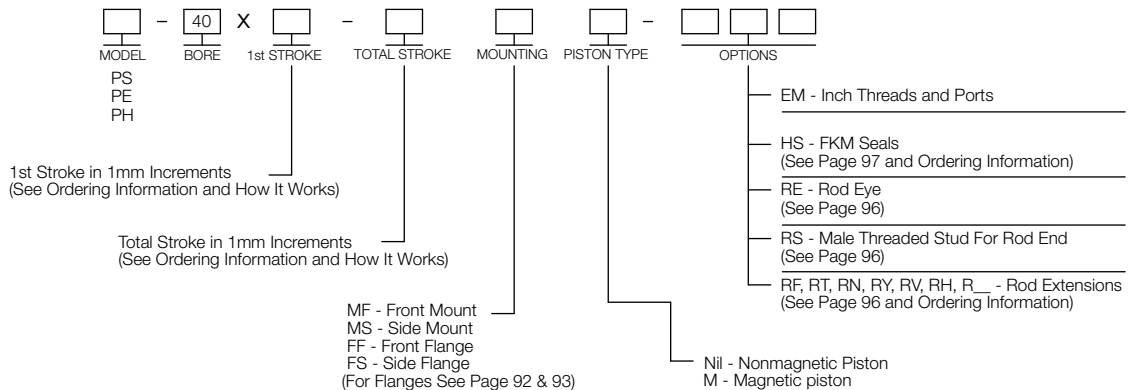 - 40 X - -
MODEL BORE 1st STROKE TOTAL STROKE MOUNTING PISTON TYPE OPTIONS
PS
PE
PH
1st Stroke in 1mm Increments
(See Ordering Information and How It Works)
Total Stroke in 1mm Increments
(See Ordering Information and How It Works)
MF - Front Mount
MS - Side Mount
FF - Front Flange
FS - Side Flange
(For Flanges See Page 92 & 93)
Nil - Nonmagnetic Piston
M - Magnetic piston
EM - Inch Threads and Ports
HS - FKM Seals
(See Page 97 and Ordering Information)
RE - Rod Eye
(See Page 96)
RS - Male Threaded Stud For Rod End
(See Page 96)
RF, RT, RN, RY, RV, RH, R__ - Rod Extensions
(See Page 96 and Ordering Information)